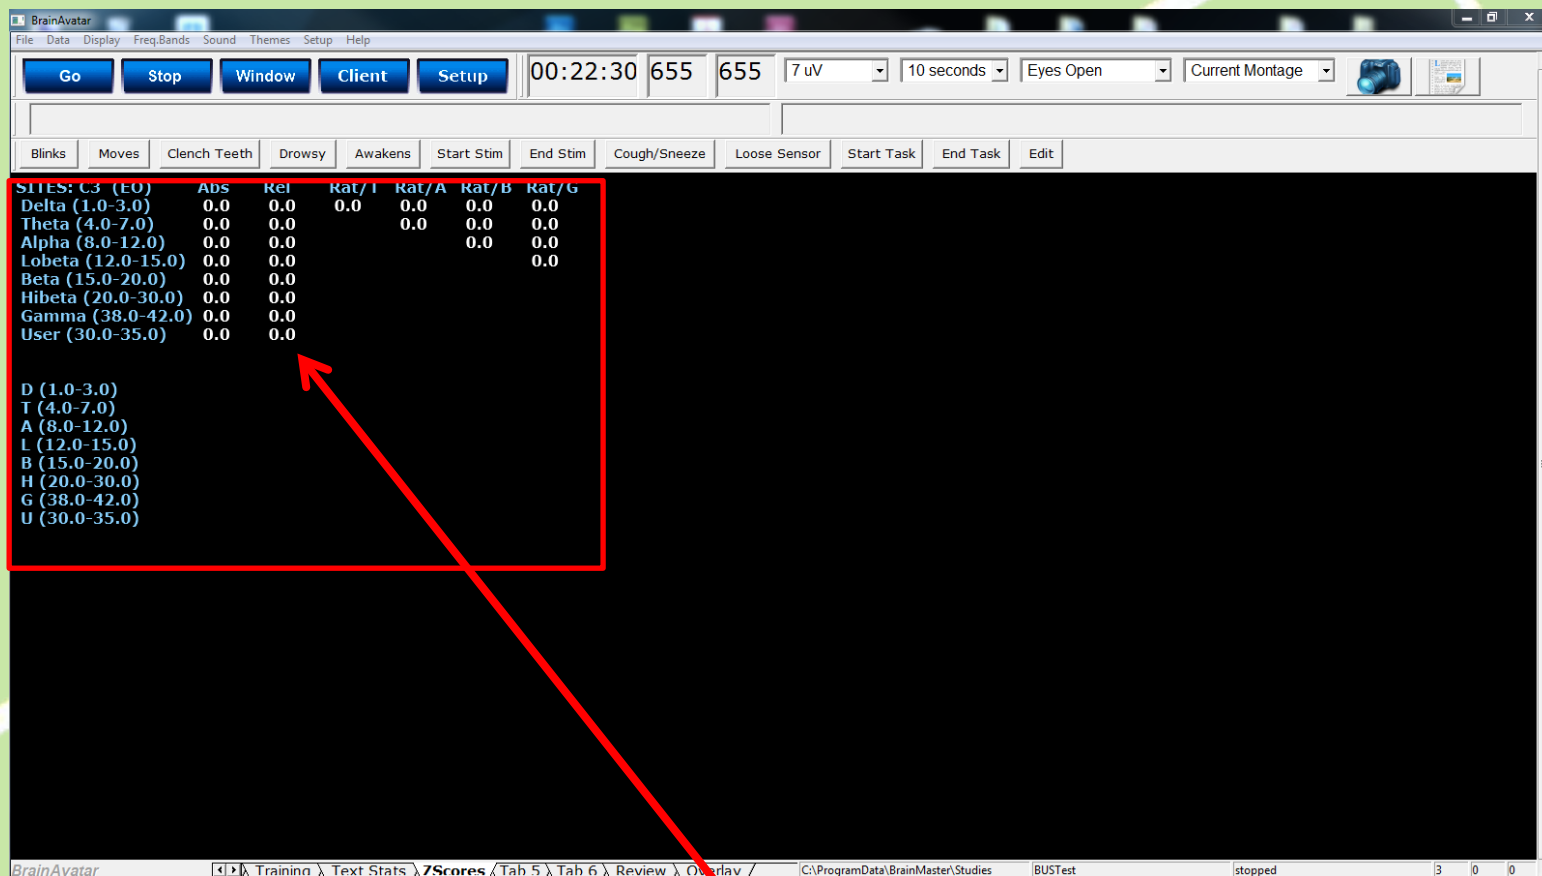 BrainAvatar
File Data Display Freq.Bands Sound Themes Setup Help
Go Stop Window Client Setup 00:22:30 655 655 7 uV 10 seconds Eyes Open Current Montage
Blinks Moves Clench Teeth Drowsy Awakens Start Stim End Stim Cough/Sneeze Loose Sensor Start Task End Task Edit
SITES: C3 (EO) Abs Rel Rat/T Rat/A Rat/B Rat/G
Delta (1.0-3.0) 0.0 0.0 0.0 0.0 0.0 0.0
Theta (4.0-7.0) 0.0 0.0 0.0 0.0 0.0
Alpha (8.0-12.0) 0.0 0.0 0.0 0.0
Lobeta (12.0-15.0) 0.0 0.0 0.0
Beta (15.0-20.0) 0.0 0.0
Hibeta (20.0-30.0) 0.0 0.0
Gamma (38.0-42.0) 0.0 0.0
User (30.0-35.0) 0.0 0.0
D (1.0-3.0)
T (4.0-7.0)
A (8.0-12.0)
L (12.0-15.0)
B (15.0-20.0)
H (20.0-30.0)
G (38.0-42.0)
U (30.0-35.0)
BrainAvatar Training Text Stats ZScores Tab 5 Tab 6 Review Overlay C:\ProgramData\BrainMaster\Studies BUSTest stopped 3 0 0